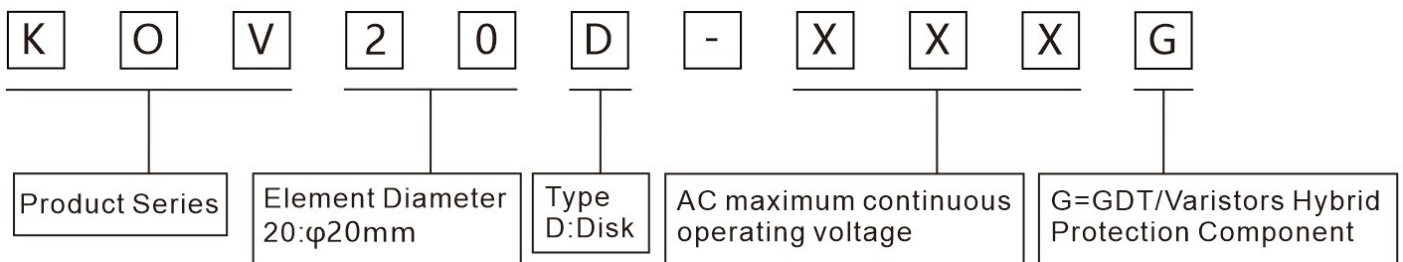 K O V 2 0 D - X X X G
Product Series
Element Diameter
20:φ20mm
Type
D:Disk
AC maximum continuous
operating voltage
G=GDT/Varistors Hybrid
Protection Component